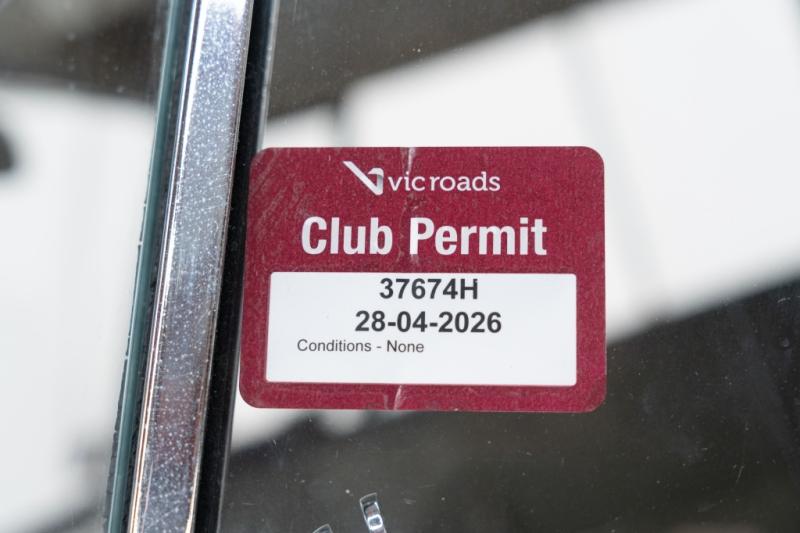 vicroads
Club Permit
37674H
28-04-2026
Conditions - None